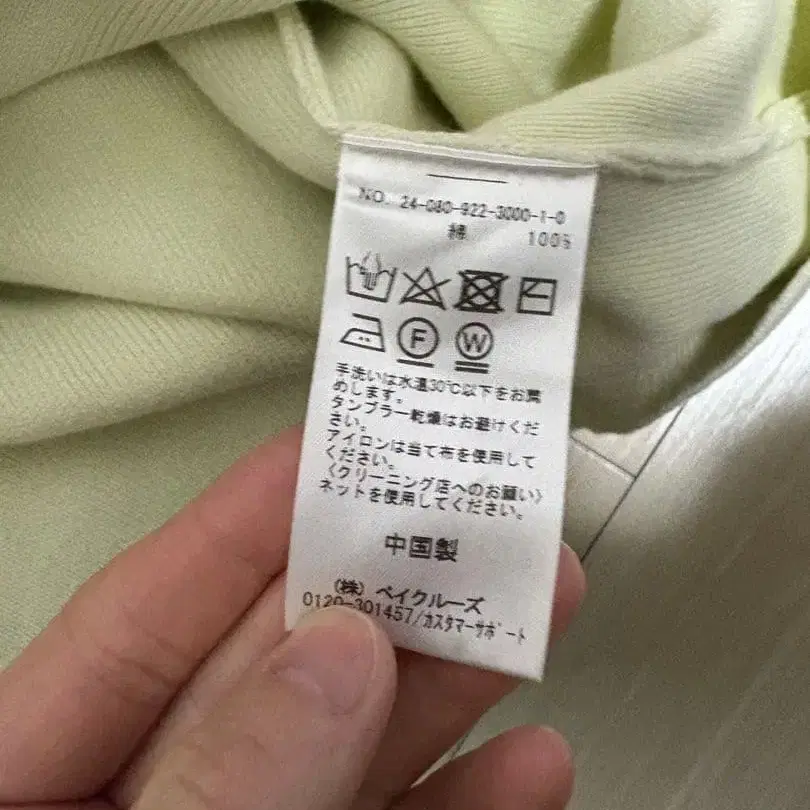 NO. 24-080-922-3000-1-0
綿 100%
F W
手洗いは水温30℃以下をお薦
めします。
タンブラー乾燥はお避けくだ
さい。
アイロンは当て布を使用して
ください。
〈クリーニング店へのお願い〉
ネットを使用してください。
中国製
(株) ベイクルーズ
0120-301457/カスタマーサポート